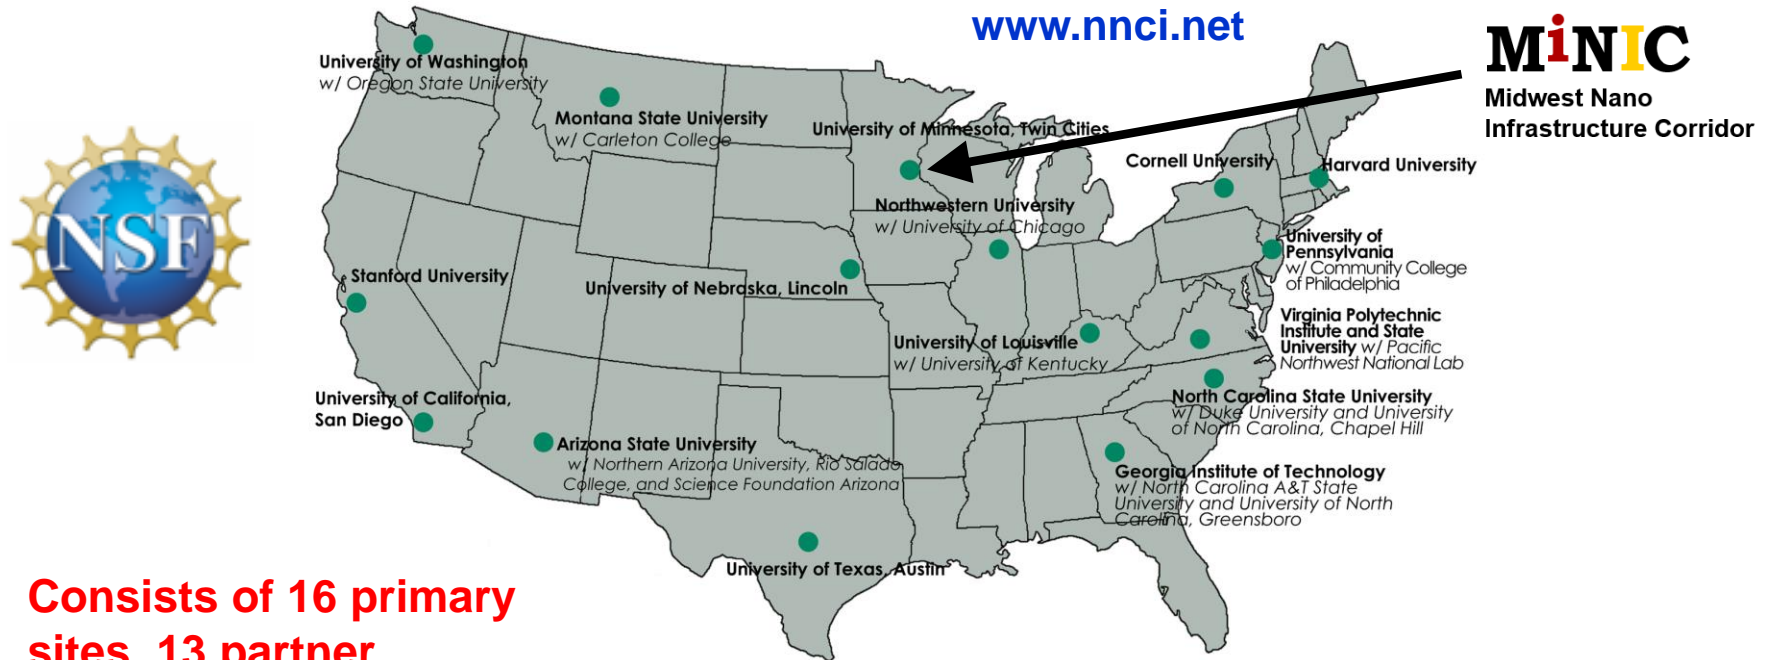 www.nnci.net
MiNIC
Midwest Nano
Infrastructure Corridor
NSF
University of Washington
w/ Oregon State University
Montana State University
w/ Carleton College
University of Minnesota, Twin Cities
Cornell University
Harvard University
Northwestern University
w/ University of Chicago
University of
Pennsylvania
w/ Community College
of Philadelphia
Stanford University
University of Nebraska, Lincoln
University of Louisville
w/ University of Kentucky
Virginia Polytechnic
Institute and State
University w/ Pacific
Northwest National Lab
University of California,
San Diego
North Carolina State University
w/ Duke University and University
of North Carolina, Chapel Hill
Arizona State University
w/ Northern Arizona University, Rio Salado
College, and Science Foundation Arizona
Georgia Institute of Technology
w/ North Carolina A&T State
University and University of North
Carolina, Greensboro
University of Texas, Austin
Consists of 16 primary
sites, 13 partner